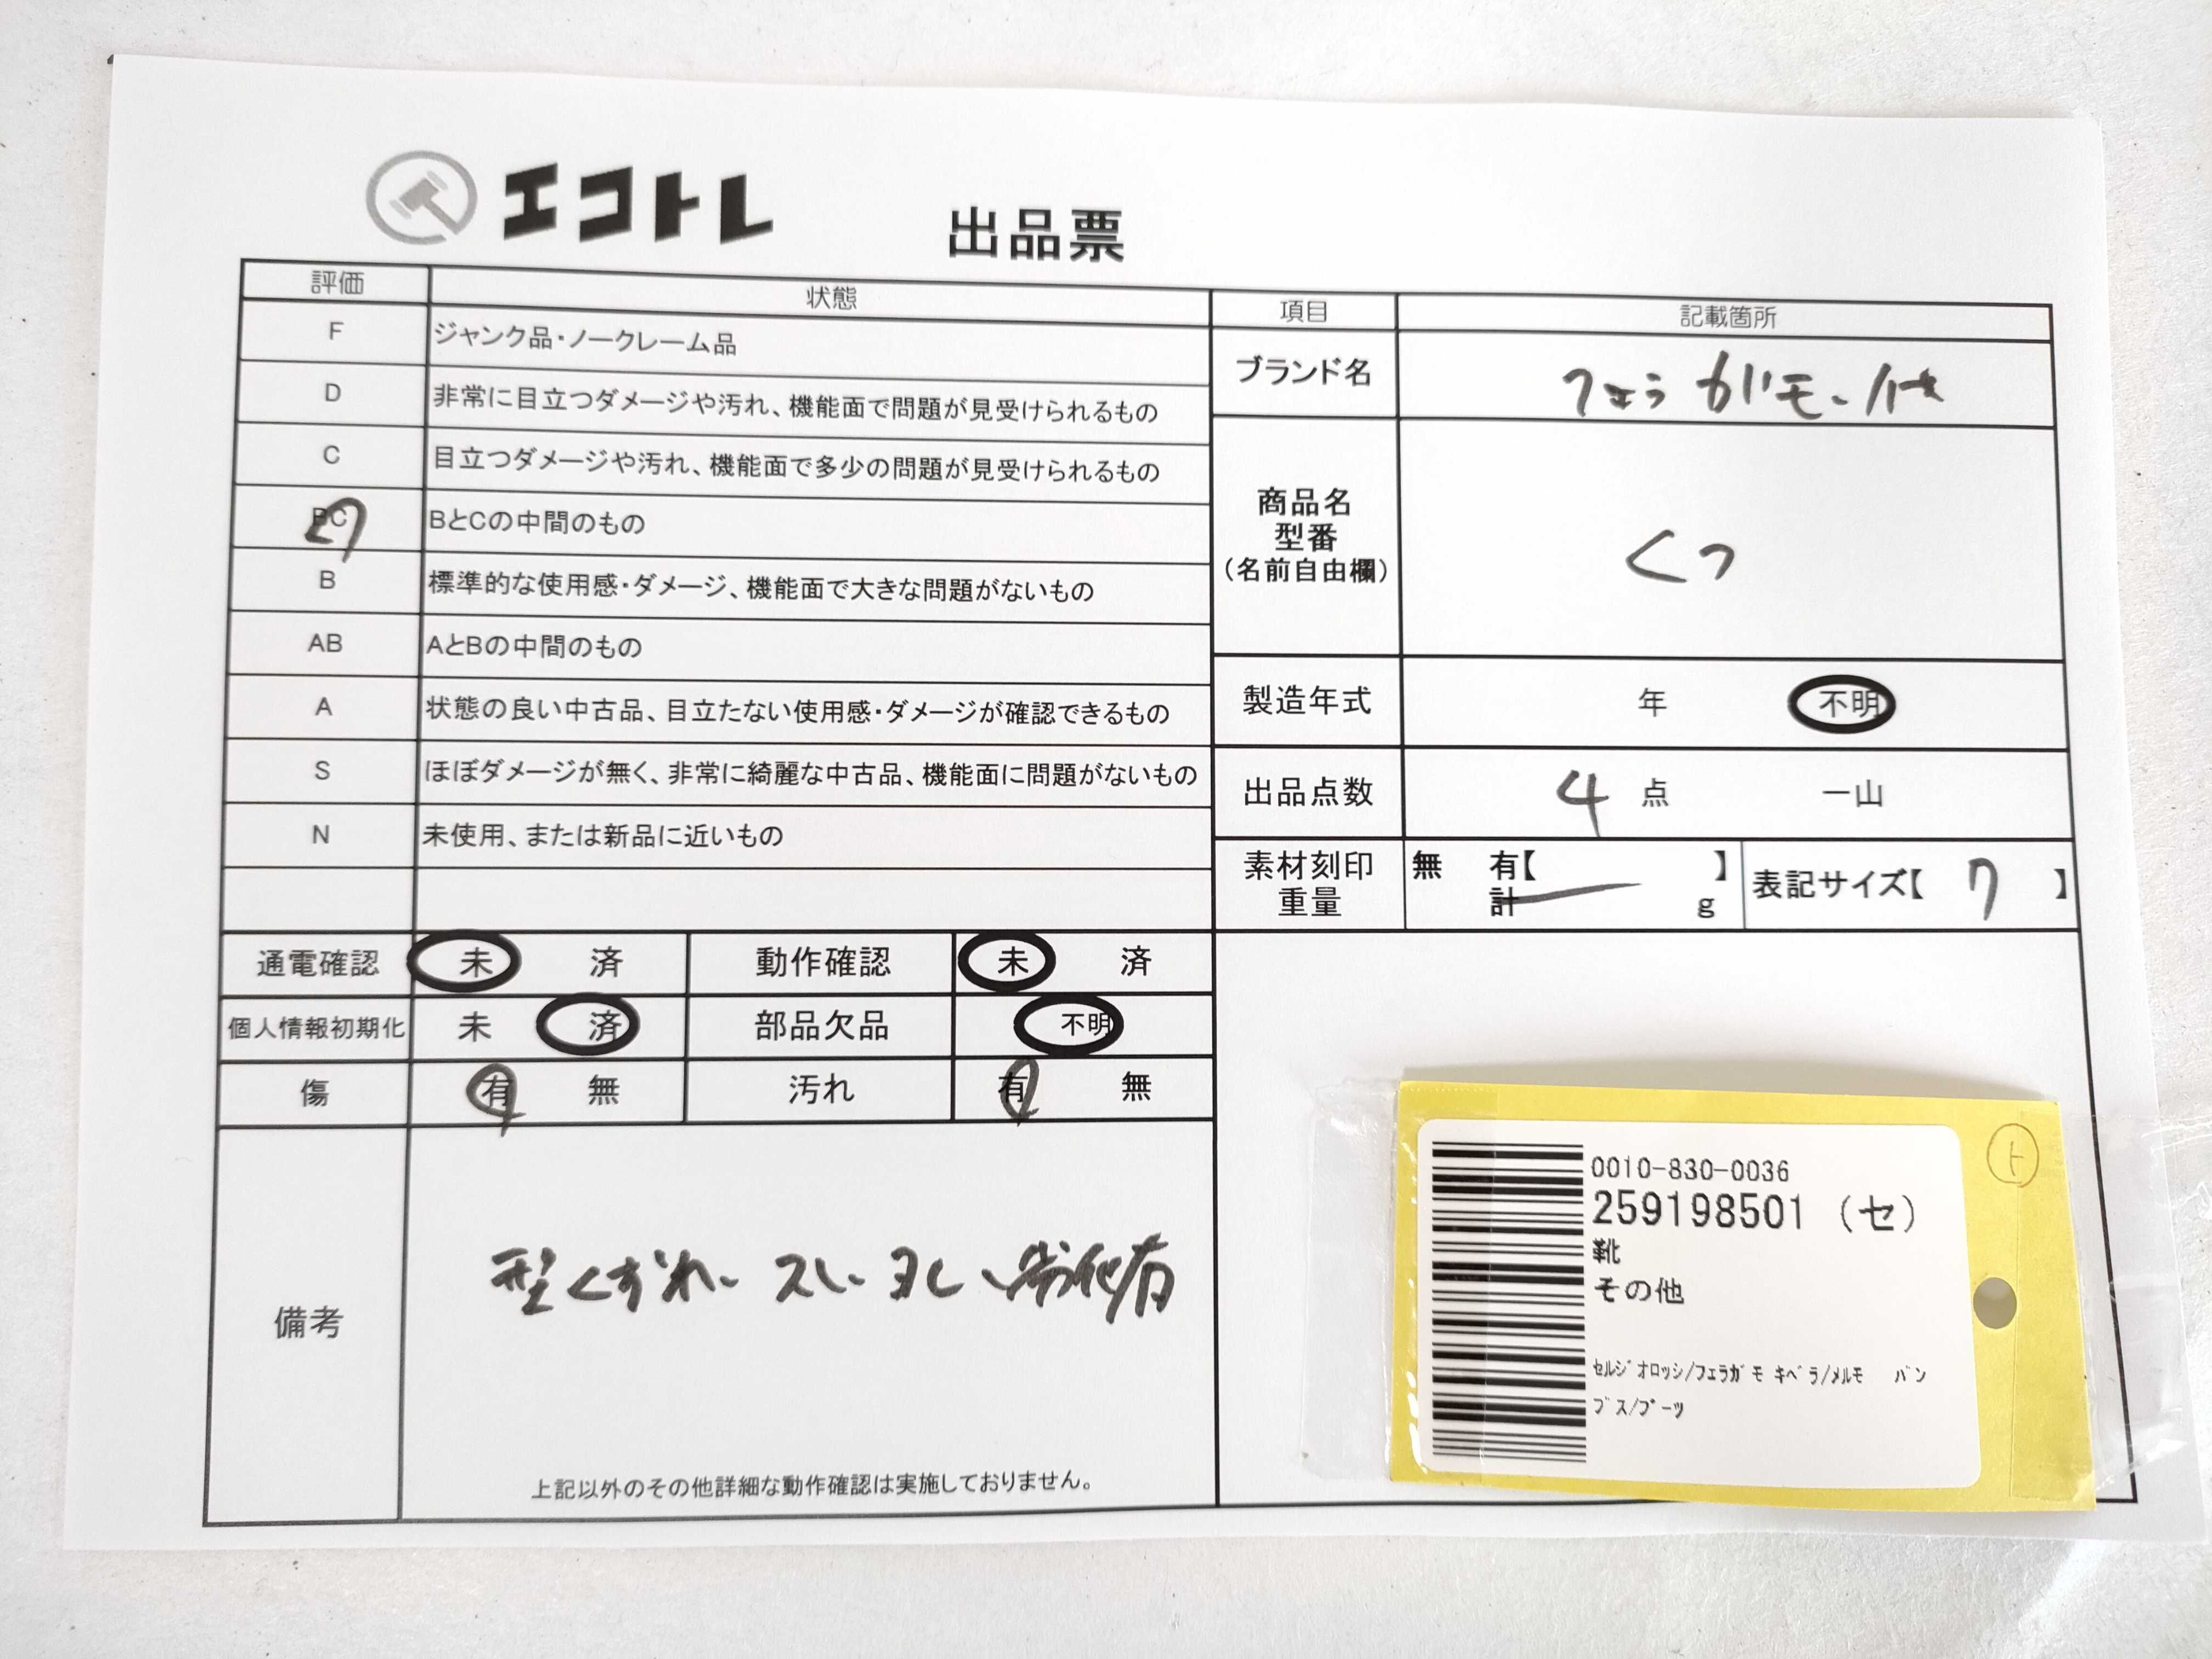 エコトレ 出品票
評価 状態
F ジャンク品・ノークレーム品
D 非常に目立つダメージや汚れ、機能面で問題が見受けられるもの
C 目立つダメージや汚れ、機能面で多少の問題が見受けられるもの
BC BとCの中間のもの
B 標準的な使用感・ダメージ、機能面で大きな問題がないもの
AB AとBの中間のもの
A 状態の良い中古品、目立たない使用感・ダメージが確認できるもの
S ほぼダメージが無く、非常に綺麗な中古品、機能面に問題がないもの
N 未使用、または新品に近いもの
項目 記載箇所
ブランド名 フェラガモ、他
商品名
型番
(名前自由欄)
くつ
製造年式 年 不明
出品点数 4 点 一山
素材刻印 無 有【 】
重量 計 g
表記サイズ【 7 】
通電確認 未 済 動作確認 未 済
個人情報初期化 未 済 部品欠品 不明
傷 有 無 汚れ 有 無
備考
型くずれ、スレ、ヨレ、劣化有
上記以外のその他詳細な動作確認は実施しておりません。
ト
0010-830-0036
259198501 (セ)
靴
その他
セルジオロッシ/フェラガモ キベラ/メルモ バン
プス/ブーツ